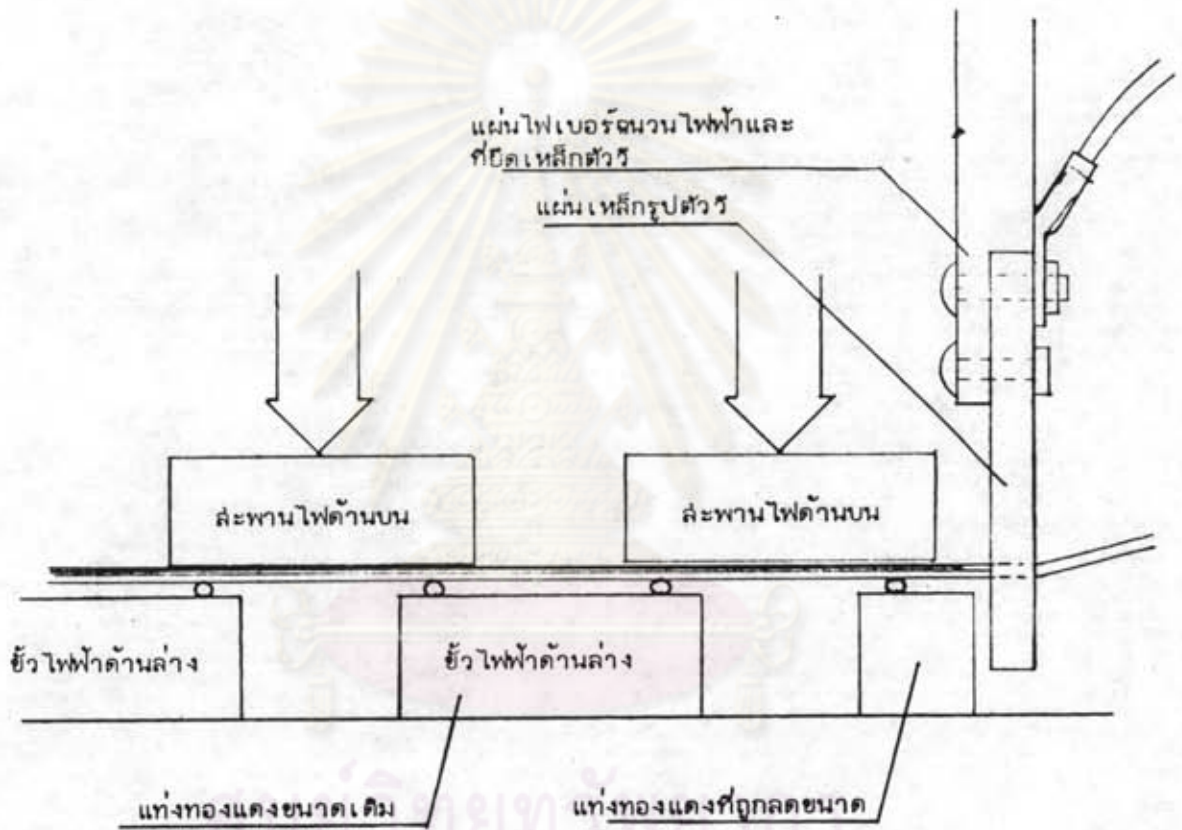 แผ่นไฟเบอร์ฉนวนไฟฟ้าและ
ที่ยึดเหล็กตัววี
แผ่นเหล็กรูปตัววี
สะพานไฟด้านบน
สะพานไฟด้านบน
ขั้วไฟฟ้าด้านล่าง
ขั้วไฟฟ้าด้านล่าง
แท่งทองแดงขนาดเดิม
แท่งทองแดงที่ถูกลดขนาด